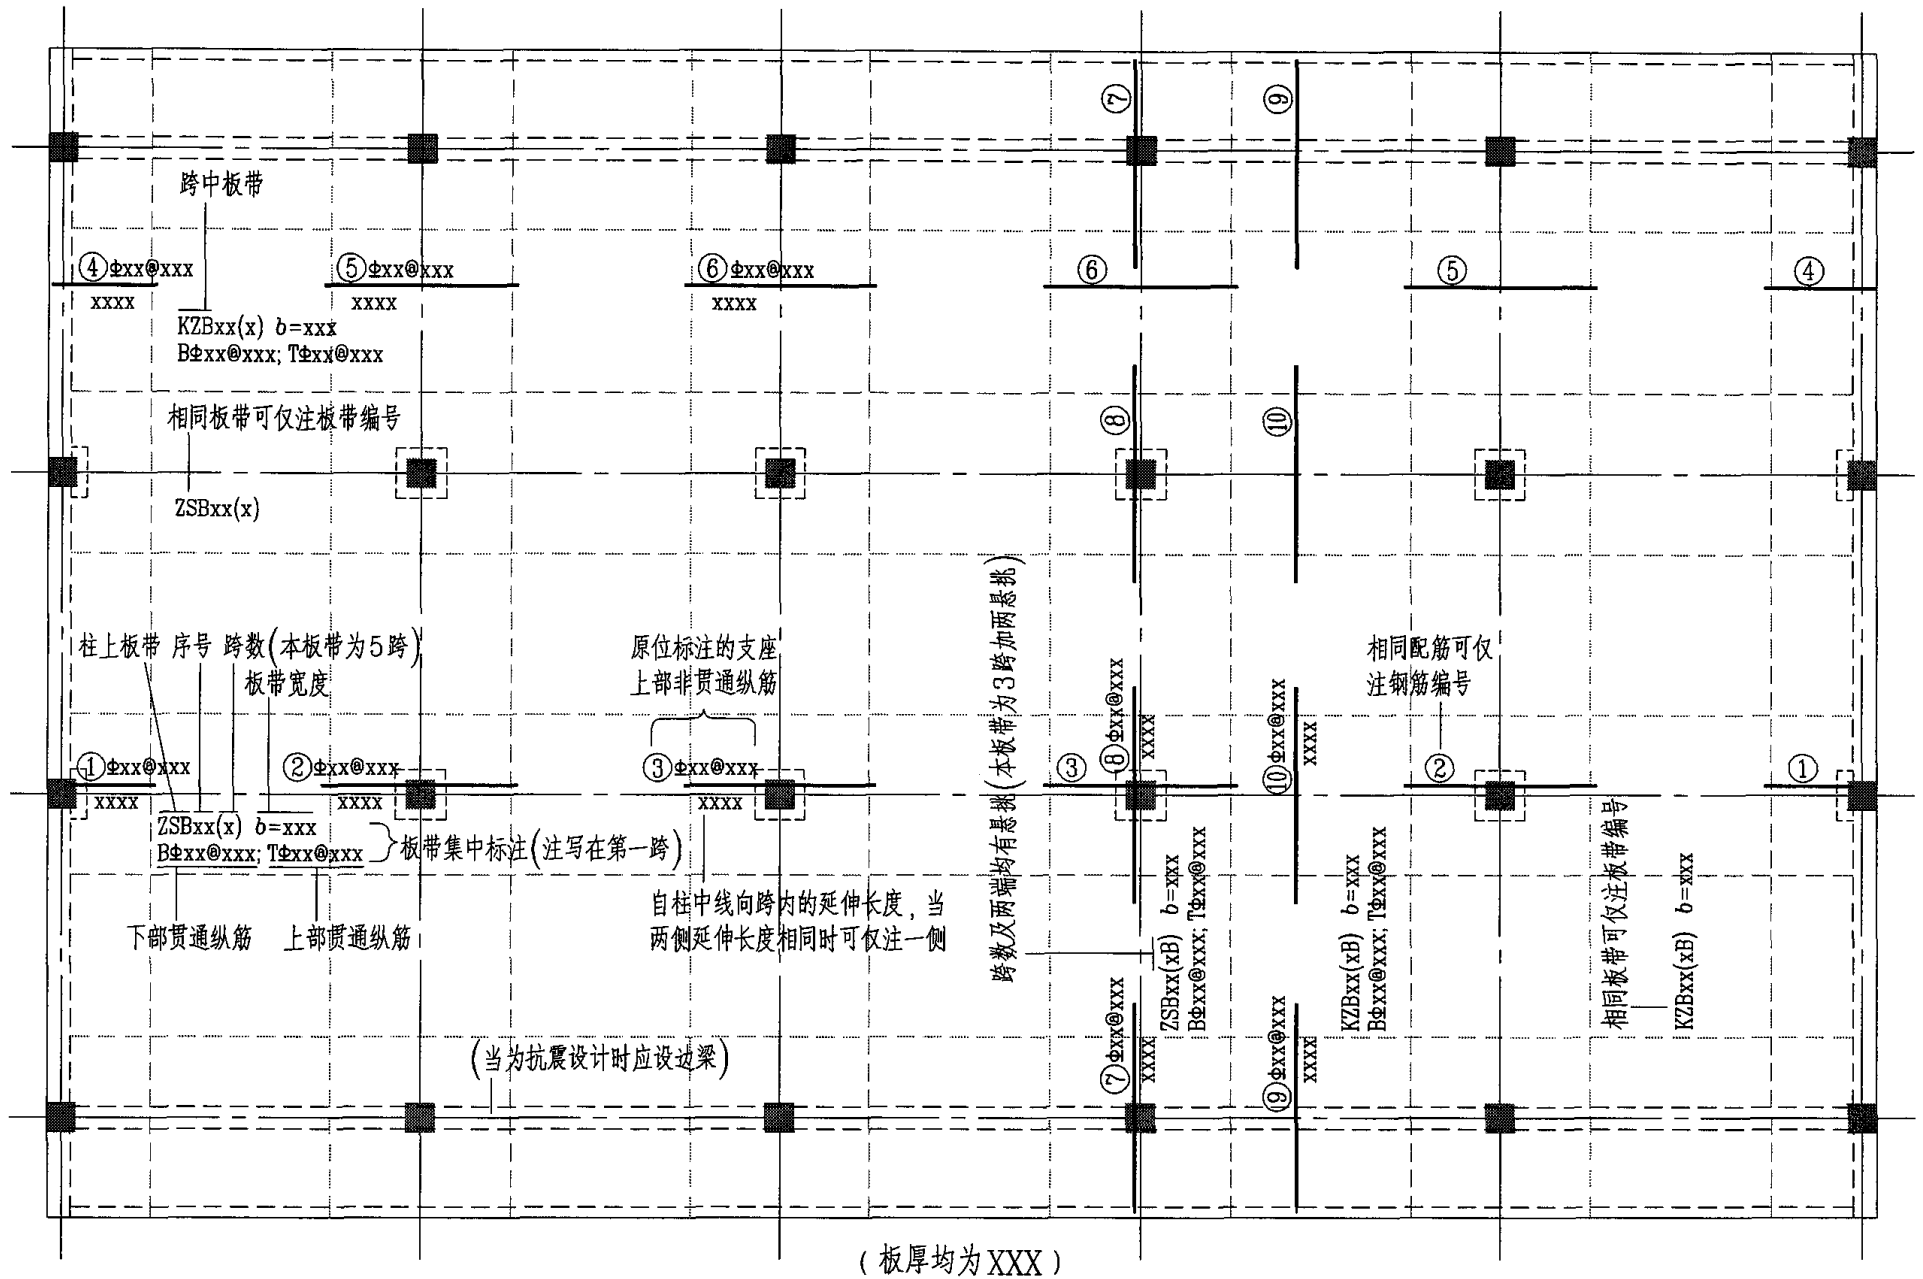 ⑦
⑨
跨中板带
④Φxx@xxx
xxxx
⑤Φxx@xxx
xxxx
⑥Φxx@xxx
xxxx
⑥
⑤
④
KZBxx(x) b=xxx
BΦxx@xxx; TΦxx@xxx
相同板带可仅注板带编号
ZSBxx(x)
⑧
⑩
柱上板带 序号 跨数(本板带为5跨)
板带宽度
原位标注的支座
上部非贯通纵筋
相同配筋可仅
注钢筋编号
①Φxx@xxx
xxxx
②Φxx@xxx
xxxx
③Φxx@xxx
xxxx
③
⑧Φxx@xxx
xxxx
⑩Φxx@xxx
xxxx
②
①
ZSBxx(x) b=xxx
BΦxx@xxx; TΦxx@xxx
板带集中标注(注写在第一跨)
下部贯通纵筋
上部贯通纵筋
自柱中线向跨内的延伸长度，当
两侧延伸长度相同时可仅注一侧
跨数及两端均有悬挑(本板带为3跨加两悬挑)
ZSBxx(xB) b=xxx
BΦxx@xxx; TΦxx@xxx
KZBxx(xB) b=xxx
BΦxx@xxx; TΦxx@xxx
相同板带可仅注板带编号
KZBxx(xB) b=xxx
⑦Φxx@xxx
xxxx
⑨Φxx@xxx
xxxx
(当为抗震设计时应设边梁)
(板厚均为XXX)